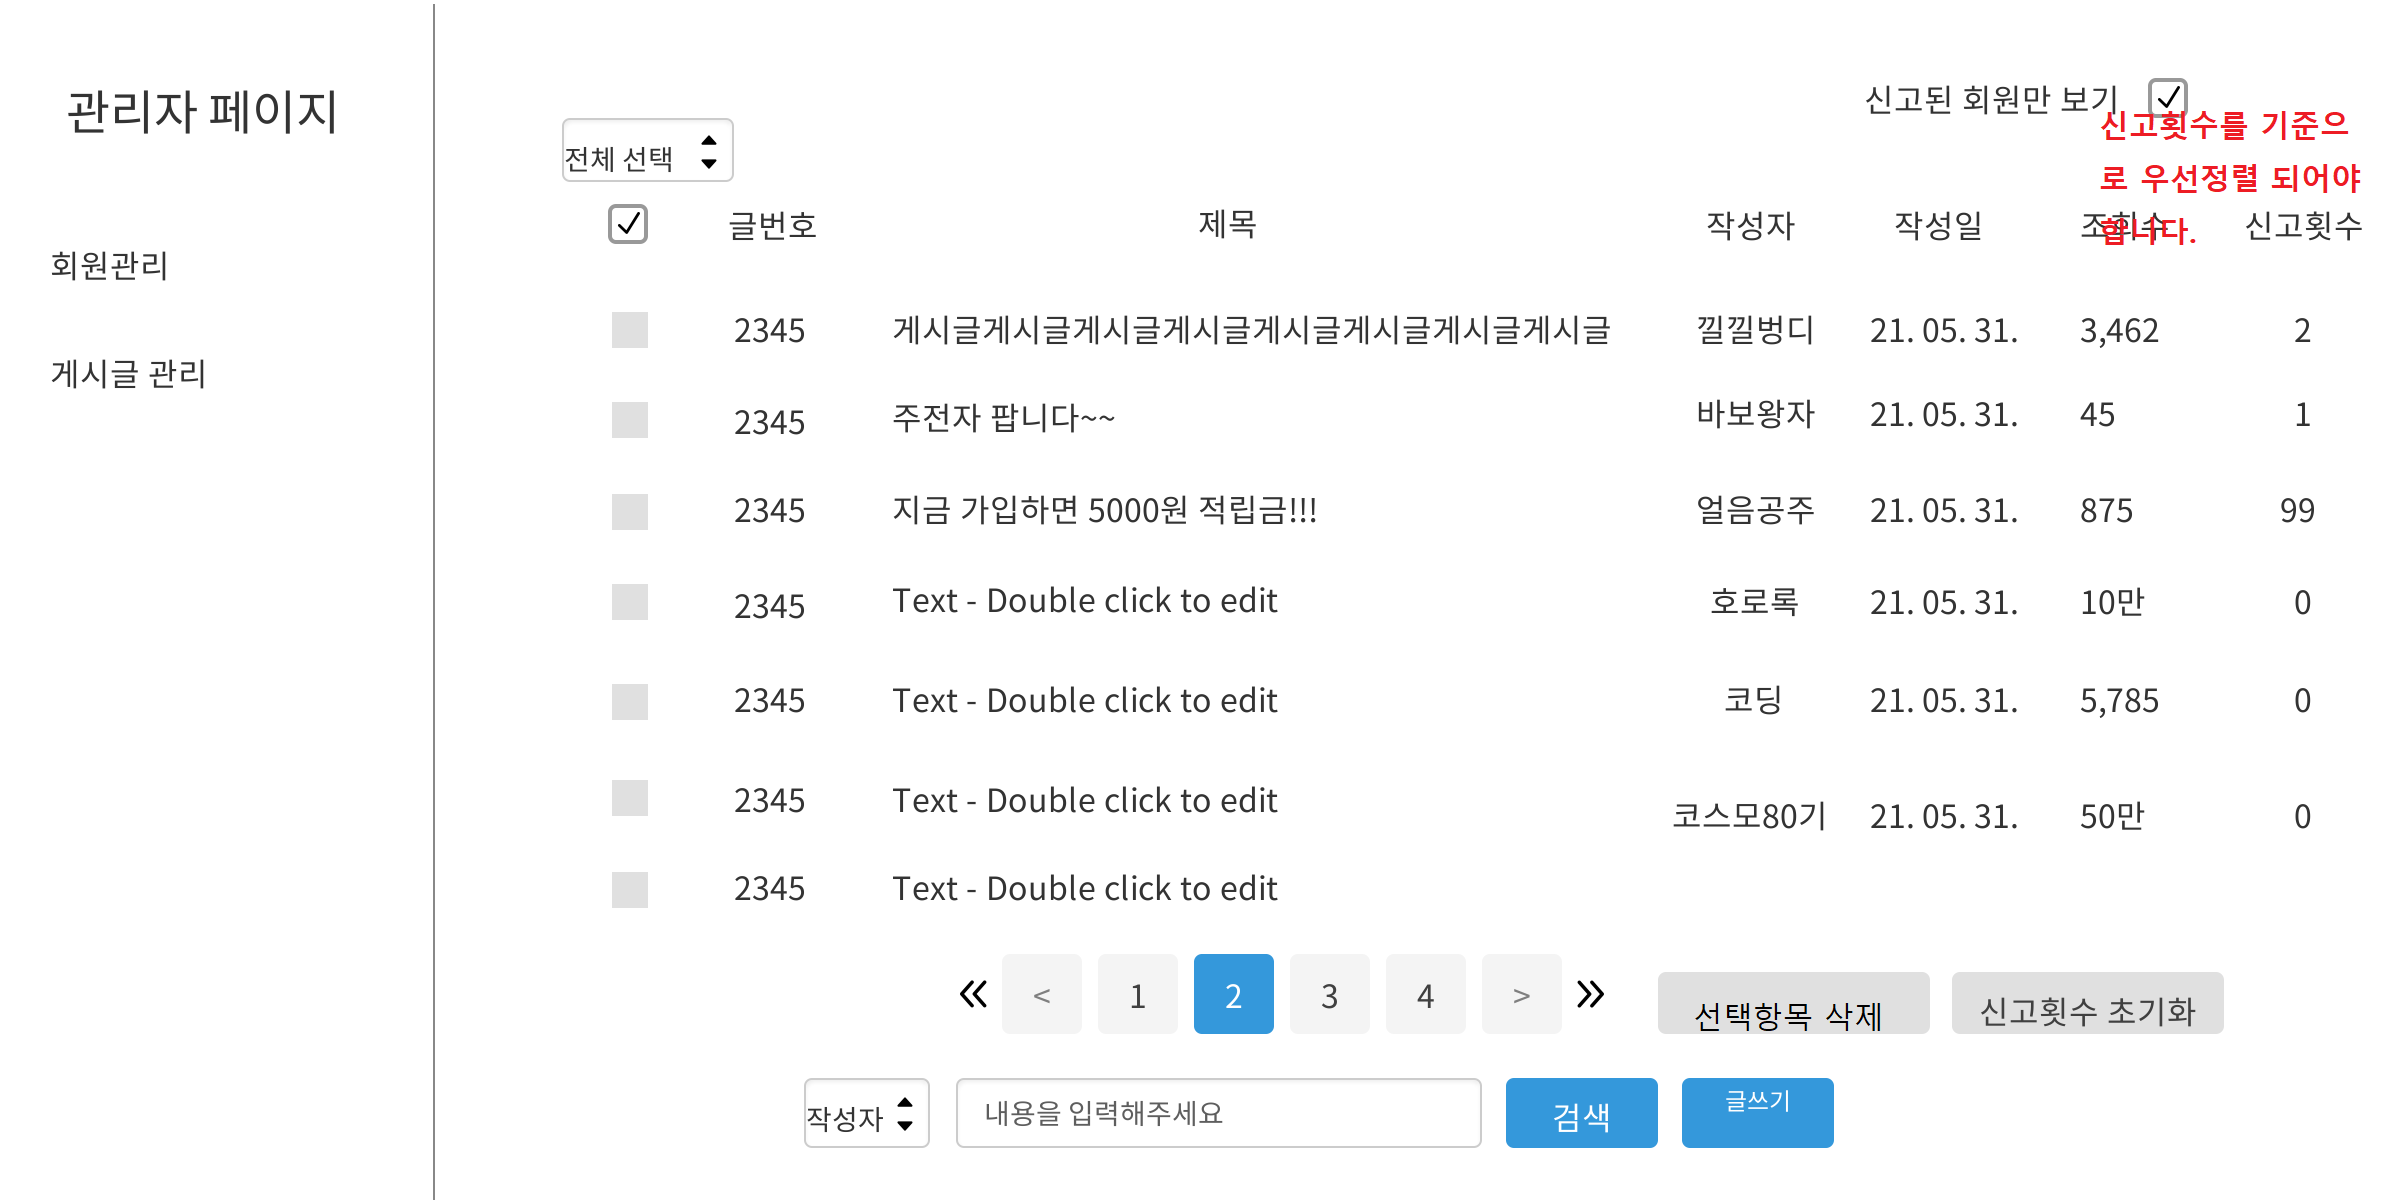 관리자 페이지
회원관리
게시글 관리
신고된 회원만 보기
신고횟수를 기준으
로 우선정렬 되어야
합니다.
전체 선택
글번호 제목 작성자 작성일 조회수 신고횟수
2345 게시글게시글게시글게시글게시글게시글게시글게시글 낄낄벙디 21. 05. 31. 3,462 2
2345 주전자 팝니다~~ 바보왕자 21. 05. 31. 45 1
2345 지금 가입하면 5000원 적립금!!! 얼음공주 21. 05. 31. 875 99
2345 Text - Double click to edit 호로록 21. 05. 31. 10만 0
2345 Text - Double click to edit 코딩 21. 05. 31. 5,785 0
2345 Text - Double click to edit 코스모80기 21. 05. 31. 50만 0
2345 Text - Double click to edit
« < 1 2 3 4 > » 선택항목 삭제 신고횟수 초기화
작성자 내용을 입력해주세요 검색 글쓰기